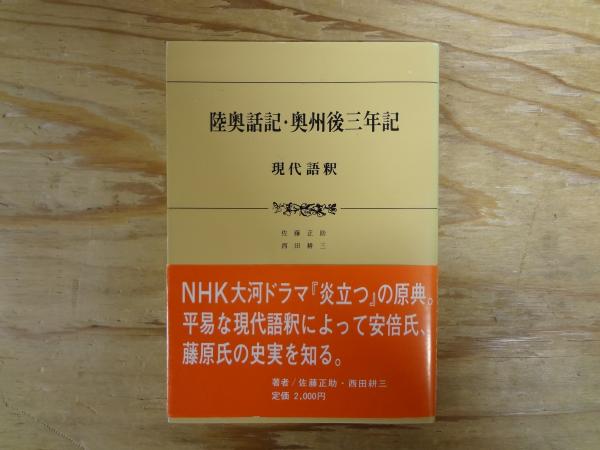 陸奥話記・奥州後三年記
現代語釈
佐藤正助
西田耕三
NHK大河ドラマ『炎立つ』の原典。
平易な現代語釈によって安倍氏、
藤原氏の史実を知る。
著者/佐藤正助・西田耕三
定価 2,000円